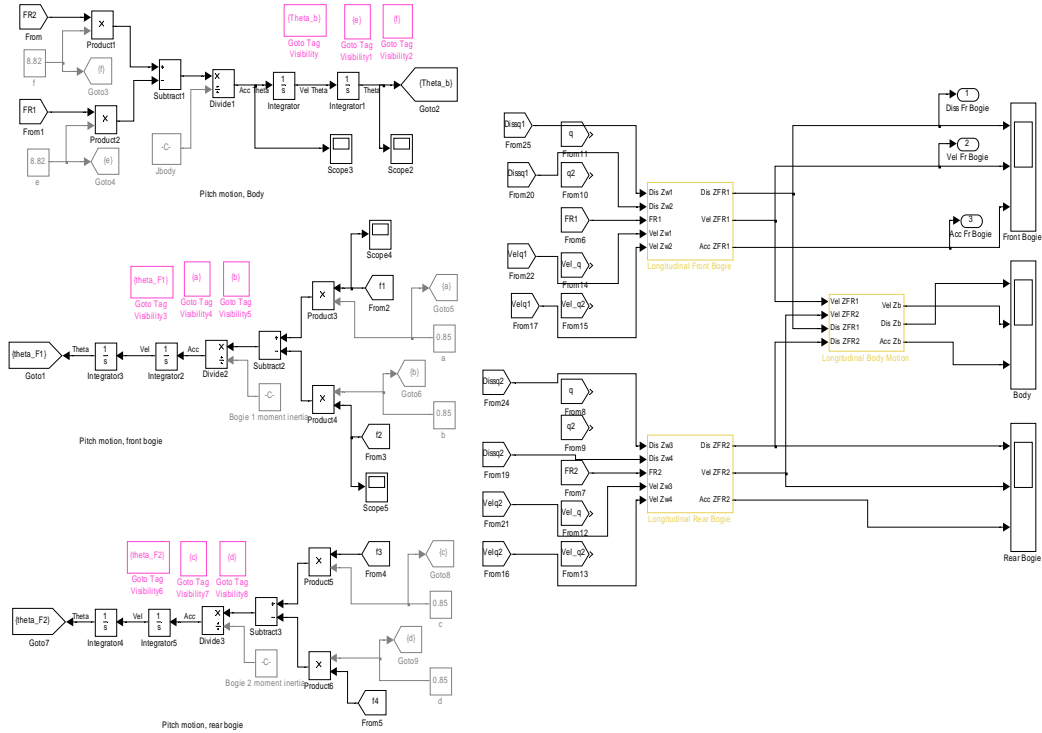 FR2
From
×
Product1
8.82
f
{f}
Goto3
FR1
From1
×
Product2
8.82
e
{e}
Goto4
+
-
Subtract1
×
÷
Divide1
-C-
Jbody
Acc Theta
1
s
Integrator
Vel Theta
1
s
Integrator1
Theta
{Theta_b}
Goto2
Scope3
Scope2
{Theta_b}
Goto Tag
Visibility
{e}
Goto Tag
Visibility1
{f}
Goto Tag
Visibility2
Pitch motion, Body
Scope4
{theta_F1}
Goto Tag
Visibility3
{a}
Goto Tag
Visibility4
{b}
Goto Tag
Visibility5
×
Product3
f1
From2
{a}
Goto5
0.85
a
{theta_F1}
Goto1
Theta
1
s
Integrator3
Vel
1
s
Integrator2
Acc
×
÷
Divide2
+
-
Subtract2
-C-
Bogie 1 moment inertia
×
Product4
{b}
Goto6
0.85
b
f2
From3
Scope5
Pitch motion, front bogie
{theta_F2}
Goto Tag
Visibility6
{c}
Goto Tag
Visibility7
{d}
Goto Tag
Visibility8
×
Product5
f3
From4
{c}
Goto8
0.85
c
{theta_F2}
Goto7
Theta
1
s
Integrator4
Vel
1
s
Integrator5
Acc
×
÷
Divide3
+
-
Subtract3
-C-
Bogie 2 moment inertia
×
Product6
{d}
Goto9
0.85
d
f4
From5
Pitch motion, rear bogie
Dissq1
From25
q
From11
Dissq1
From20
q2
From10
FR1
From6
Velq1
From22
Vel_q
From14
Velq1
From17
Vel_q2
From15
Dis Zw1
Dis Zw2
FR1
Vel Zw1
Vel Zw2
Dis ZFR1
Vel ZFR1
Acc ZFR1
Longitudinal Front Bogie
1
Diss Fr Bogie
2
Vel Fr Bogie
3
Acc Fr Bogie
Front Bogie
Vel ZFR1
Vel ZFR2
Dis ZFR1
Dis ZFR2
Vel Zb
Dis Zb
Acc Zb
Longitudinal Body Motion
Body
Dissq2
From24
q
From8
q2
From9
Dissq2
From19
FR2
From7
Velq2
From21
Vel_q
From12
Velq2
From16
Vel_q2
From13
Dis Zw3
Dis Zw4
FR2
Vel Zw3
Vel Zw4
Dis ZFR2
Vel ZFR2
Acc ZFR2
Longitudinal Rear Bogie
Rear Bogie